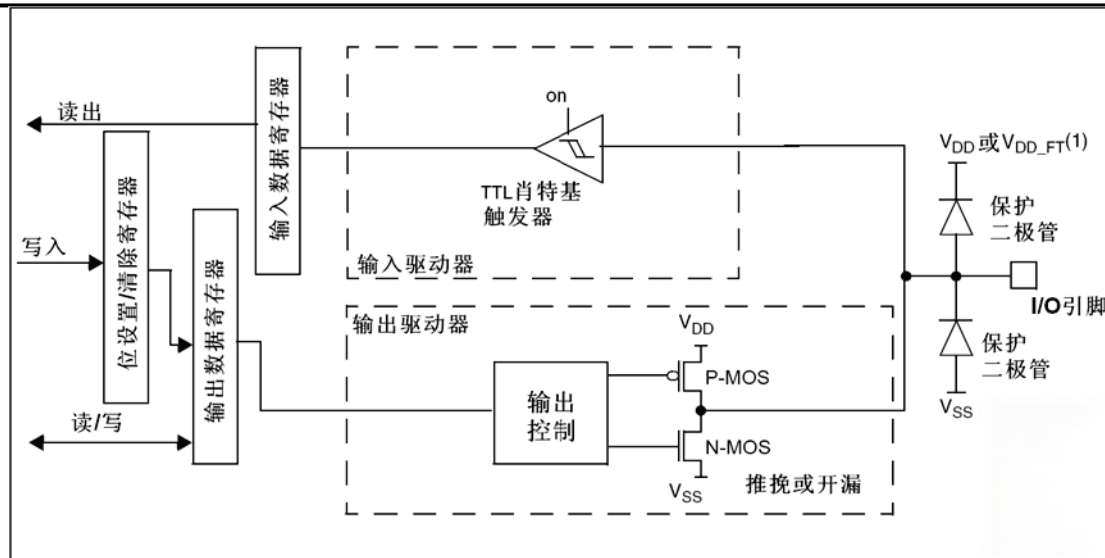 on
读出
输入数据寄存器
TTL肖特基
触发器
VDD或VDD_FT(1)
保护
二极管
写入
位设置/清除寄存器
输入驱动器
I/O引脚
输出驱动器
VDD
保护
二极管
输出数据寄存器
P-MOS
输出
控制
VSS
读/写
N-MOS
VSS
推挽或开漏